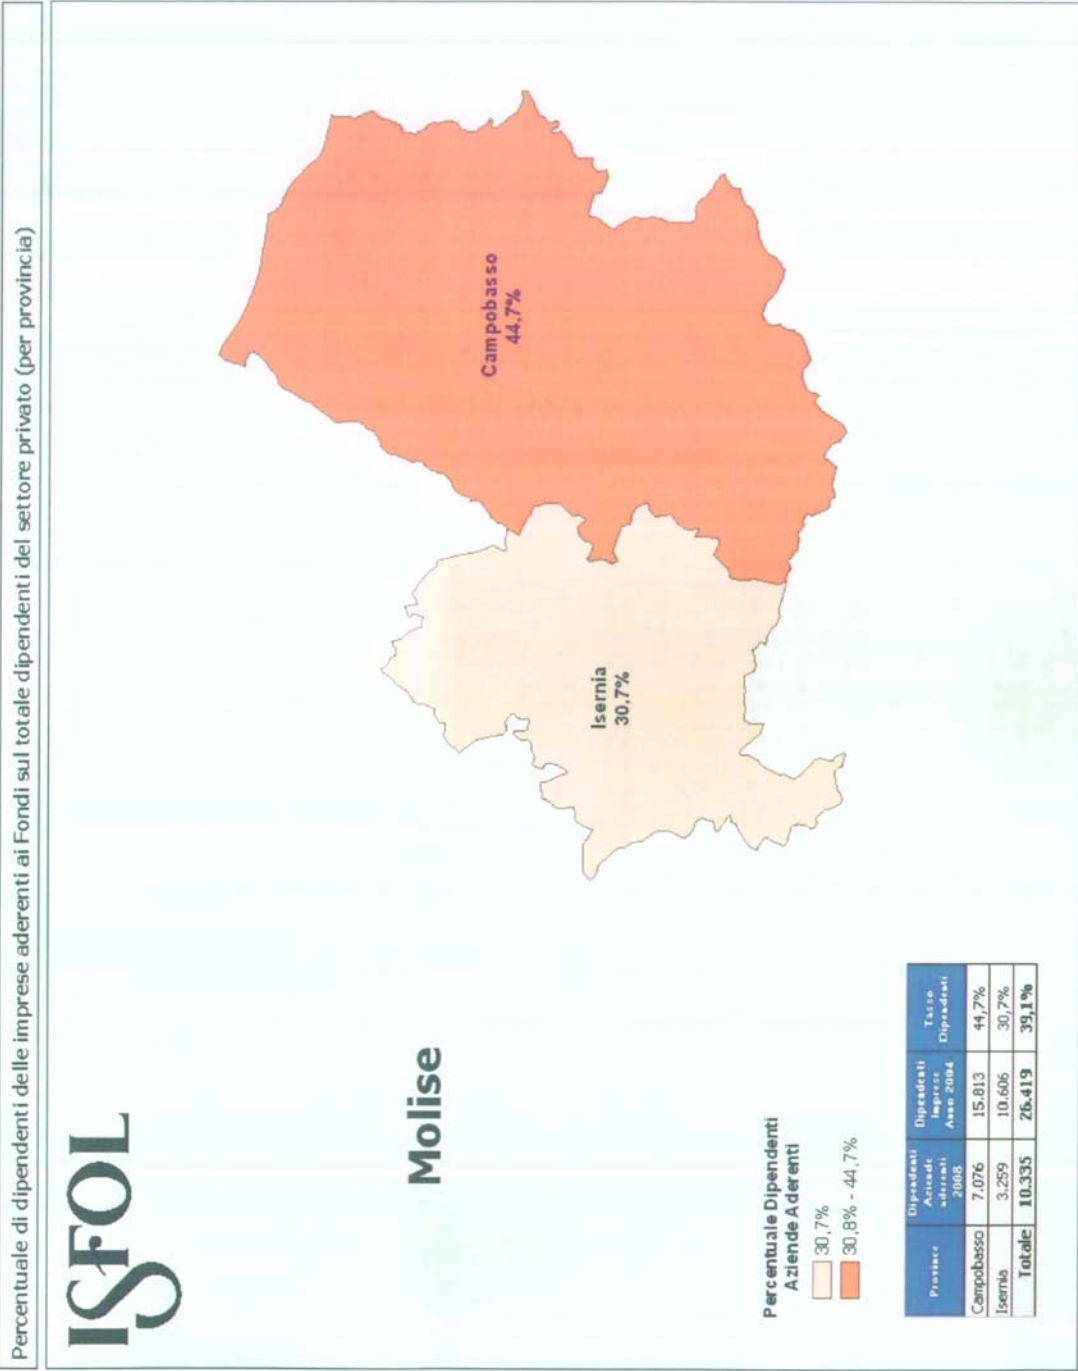 Percentuale di dipendenti delle imprese aderenti ai Fondi sul totale dipendenti del settore privato (per provincia)
ISFOL
Molise
Campobasso
44,7%
Isernia
30,7%
Percentuale Dipendenti
Aziende Aderenti
30,7%
30,8% - 44,7%
Province Dipendenti Aziende aderenti 2008 Dipendenti Imprese Anno 2004 Tasso Dipendenti
Campobasso 7.076 15.813 44,7%
Isernia 3.259 10.606 30,7%
Totale 10.335 26.419 39,1%